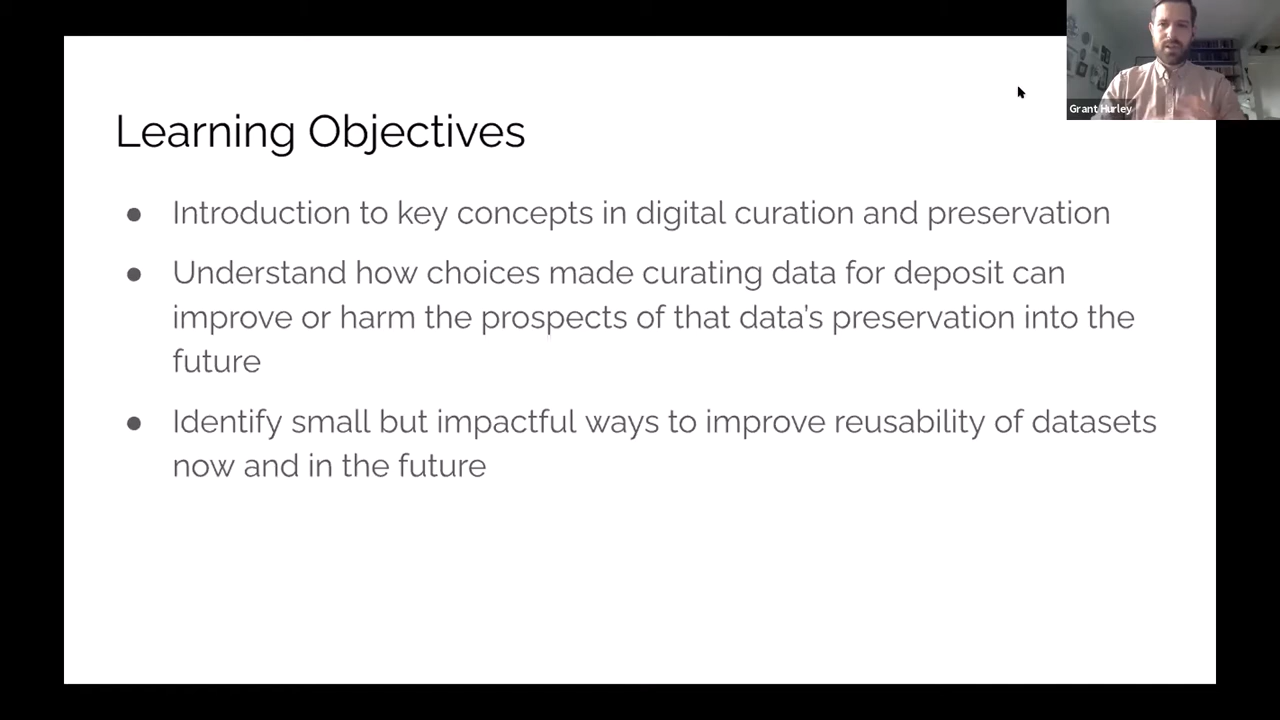 Grant Hurley
Learning Objectives
● Introduction to key concepts in digital curation and preservation
● Understand how choices made curating data for deposit can
improve or harm the prospects of that data's preservation into the
future
● Identify small but impactful ways to improve reusability of datasets
now and in the future